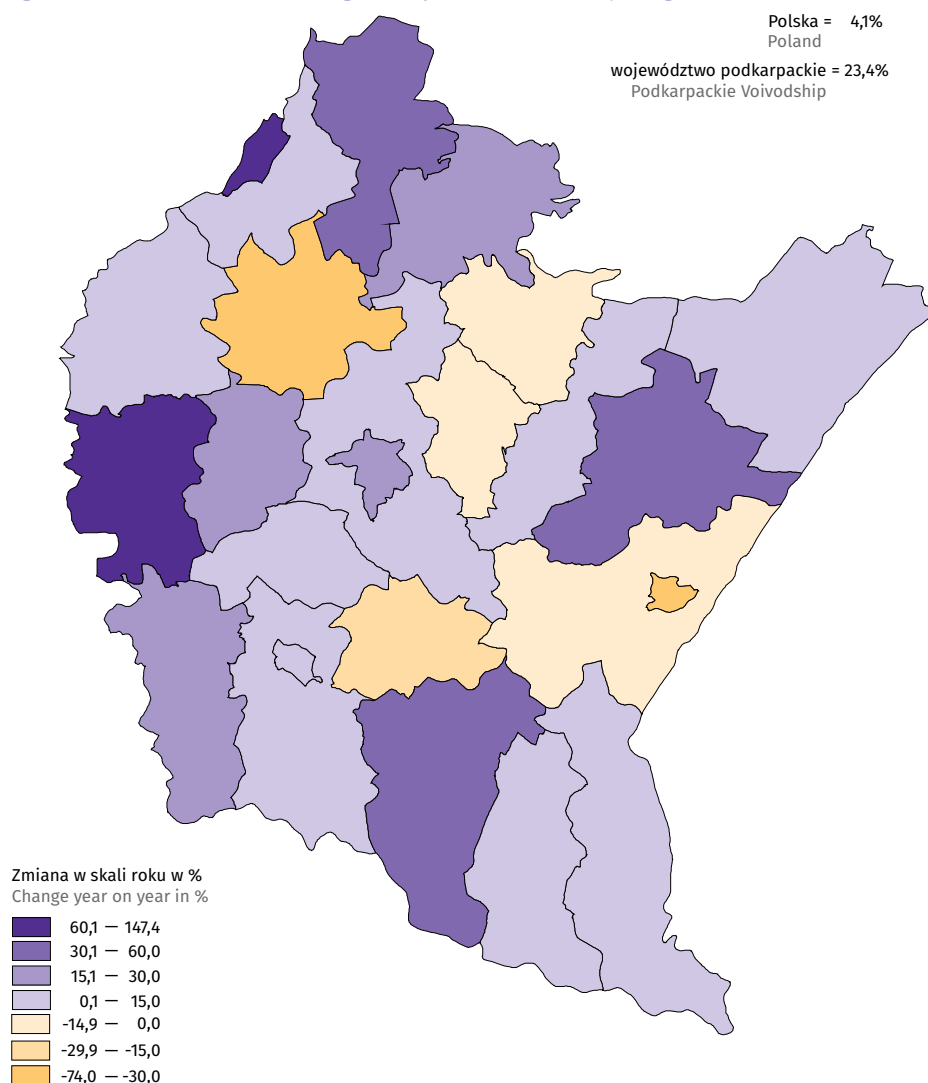 Polska = 4,1%
Poland
województwo podkarpackie = 23,4%
Podkarpackie Voivodship
Zmiana w skali roku w %
Change year on year in %
60,1 — 147,4
30,1 — 60,0
15,1 — 30,0
0,1 — 15,0
-14,9 — 0,0
-29,9 — -15,0
-74,0 — -30,0